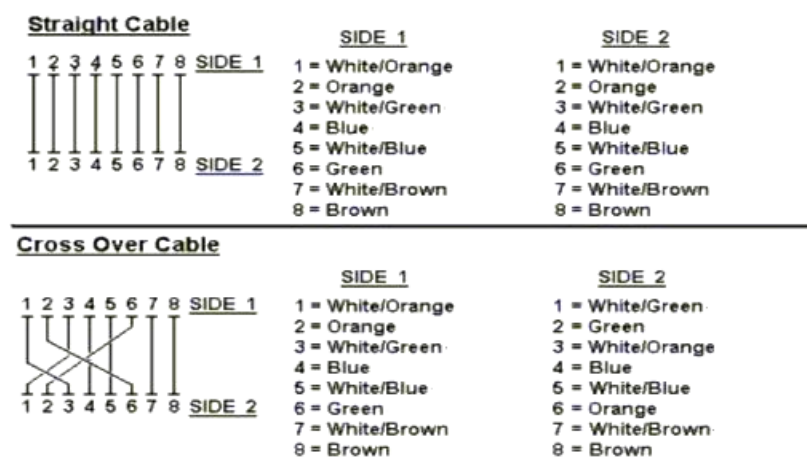 Straight Cable
1 2 3 4 5 6 7 8 SIDE 1
1 2 3 4 5 6 7 8 SIDE 2
SIDE 1
1 = White/Orange
2 = Orange
3 = White/Green
4 = Blue
5 = White/Blue
6 = Green
7 = White/Brown
8 = Brown
SIDE 2
1 = White/Orange
2 = Orange
3 = White/Green
4 = Blue
5 = White/Blue
6 = Green
7 = White/Brown
8 = Brown
Cross Over Cable
1 2 3 4 5 6 7 8 SIDE 1
1 2 3 4 5 6 7 8 SIDE 2
SIDE 1
1 = White/Orange
2 = Orange
3 = White/Green
4 = Blue
5 = White/Blue
6 = Green
7 = White/Brown
8 = Brown
SIDE 2
1 = White/Green
2 = Green
3 = White/Orange
4 = Blue
5 = White/Blue
6 = Orange
7 = White/Brown
8 = Brown